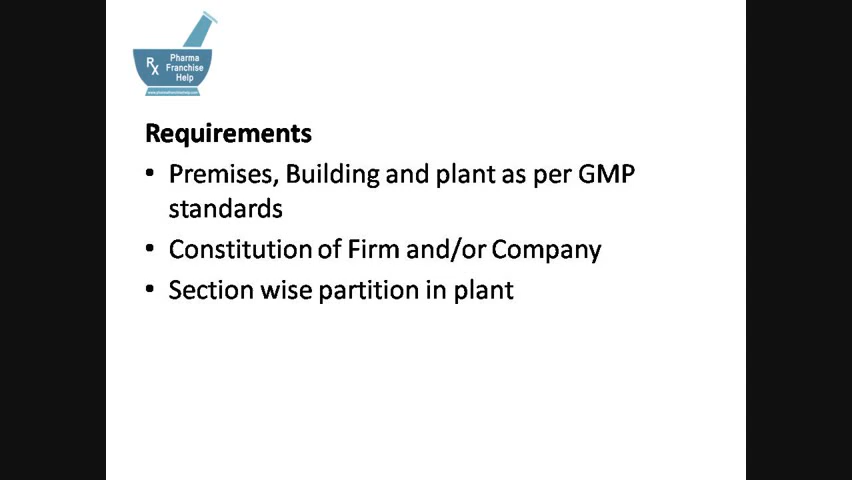 Rx
Pharma
Franchise
Help
Requirements
• Premises, Building and plant as per GMP
standards
• Constitution of Firm and/or Company
• Section wise partition in plant